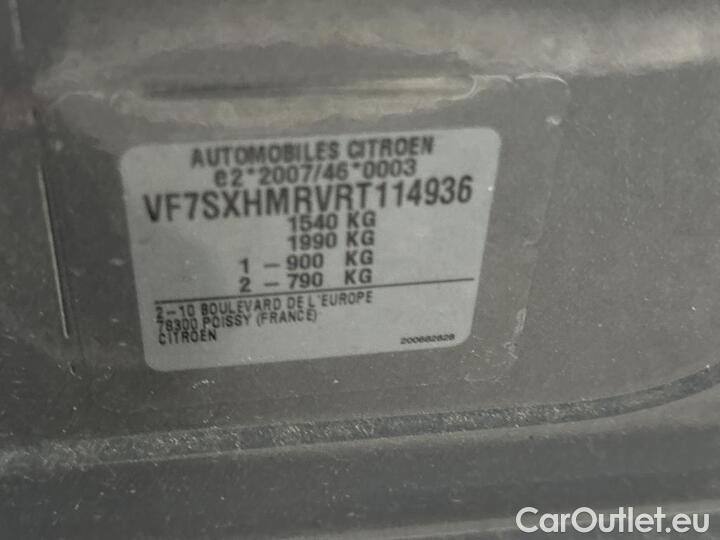 AUTOMOBILES CITROEN
e2*2007/46*0003
VF7SXHMRVRT114936
1540 KG
1990 KG
1 - 900 KG
2 - 790 KG
2-10 BOULEVARD DE L'EUROPE
78300 POISSY (FRANCE)
CITROEN
200682828
CarOutlet.eu